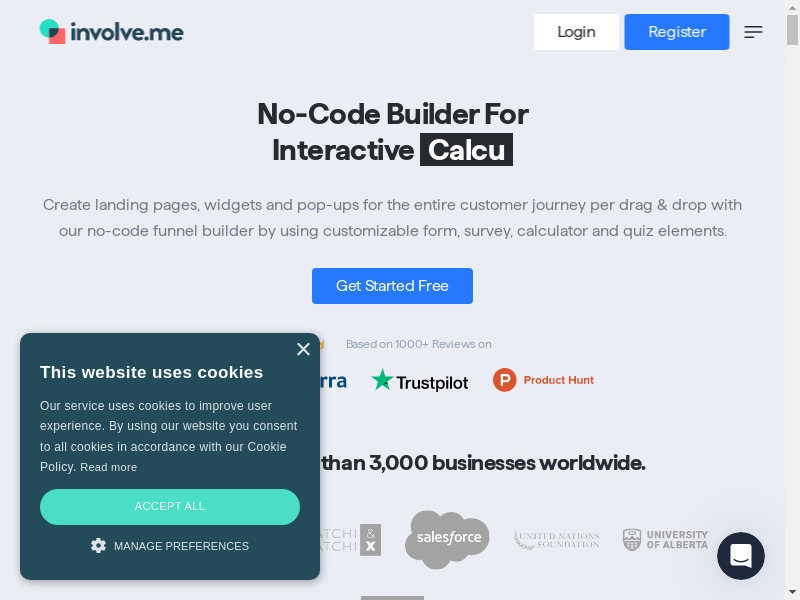 involve.me
Login
Register
No-Code Builder For
Interactive Calcu
Create landing pages, widgets and pop-ups for the entire customer journey per drag & drop with
our no-code funnel builder by using customizable form, survey, calculator and quiz elements.
Get Started Free
Based on 1000+ Reviews on
Trustpilot
Product Hunt
than 3,000 businesses worldwide.
&
X
salesforce
UNITED NATIONS
FOUNDATION
UNIVERSITY
OF ALBERTA
This website uses cookies
Our service uses cookies to improve user
experience. By using our website you consent
to all cookies in accordance with our Cookie
Policy. Read more
ACCEPT ALL
MANAGE PREFERENCES